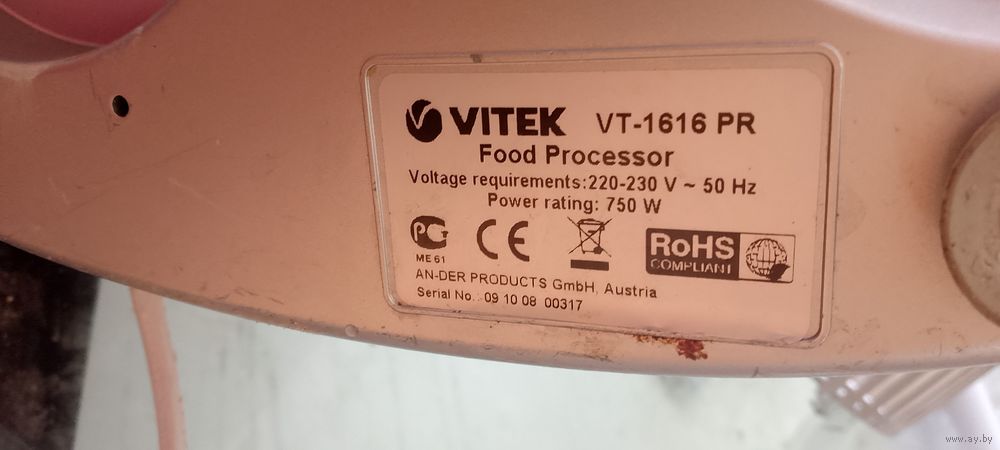 VITEK VT-1616 PR
Food Processor
Voltage requirements:220-230 V ~ 50 Hz
Power rating: 750 W
РСТ
ME 61
CE
RoHS
COMPLIANT
AN-DER PRODUCTS GmbH, Austria
Serial No.: 09 10 08 00317
www.ay.by